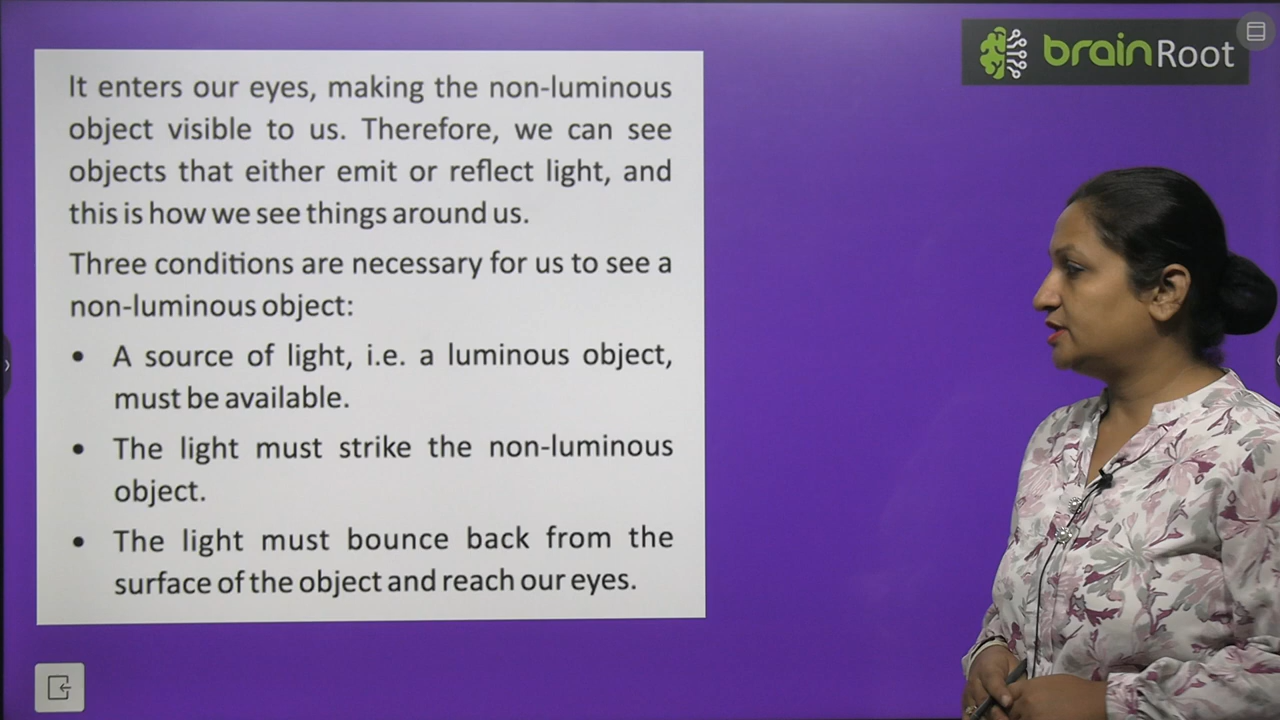 brainRoot
It enters our eyes, making the non-luminous
object visible to us. Therefore, we can see
objects that either emit or reflect light, and
this is how we see things around us.
Three conditions are necessary for us to see a
non-luminous object:
• A source of light, i.e. a luminous object,
must be available.
• The light must strike the non-luminous
object.
• The light must bounce back from the
surface of the object and reach our eyes.